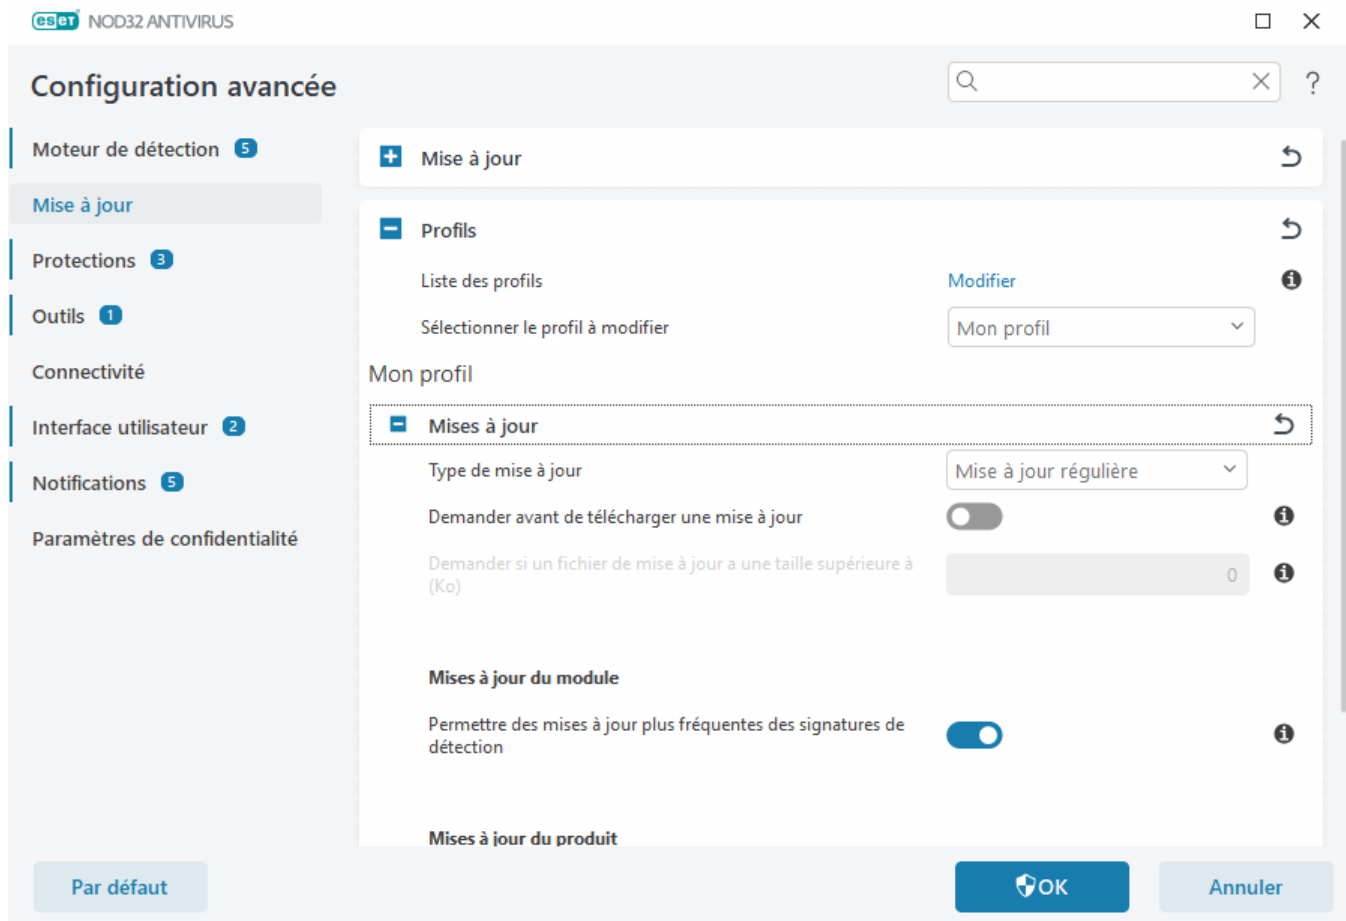 eset NOD32 ANTIVIRUS
Configuration avancée
?
Moteur de détection 5
Mise à jour
Protections 3
Outils 1
Connectivité
Interface utilisateur 2
Notifications 5
Paramètres de confidentialité
Mise à jour
Profils
Liste des profils Modifier
Sélectionner le profil à modifier Mon profil
Mon profil
Mises à jour
Type de mise à jour Mise à jour régulière
Demander avant de télécharger une mise à jour
Demander si un fichier de mise à jour a une taille supérieure à
(Ko) 0
Mises à jour du module
Permettre des mises à jour plus fréquentes des signatures de
détection
Mises à jour du produit
Par défaut OK Annuler